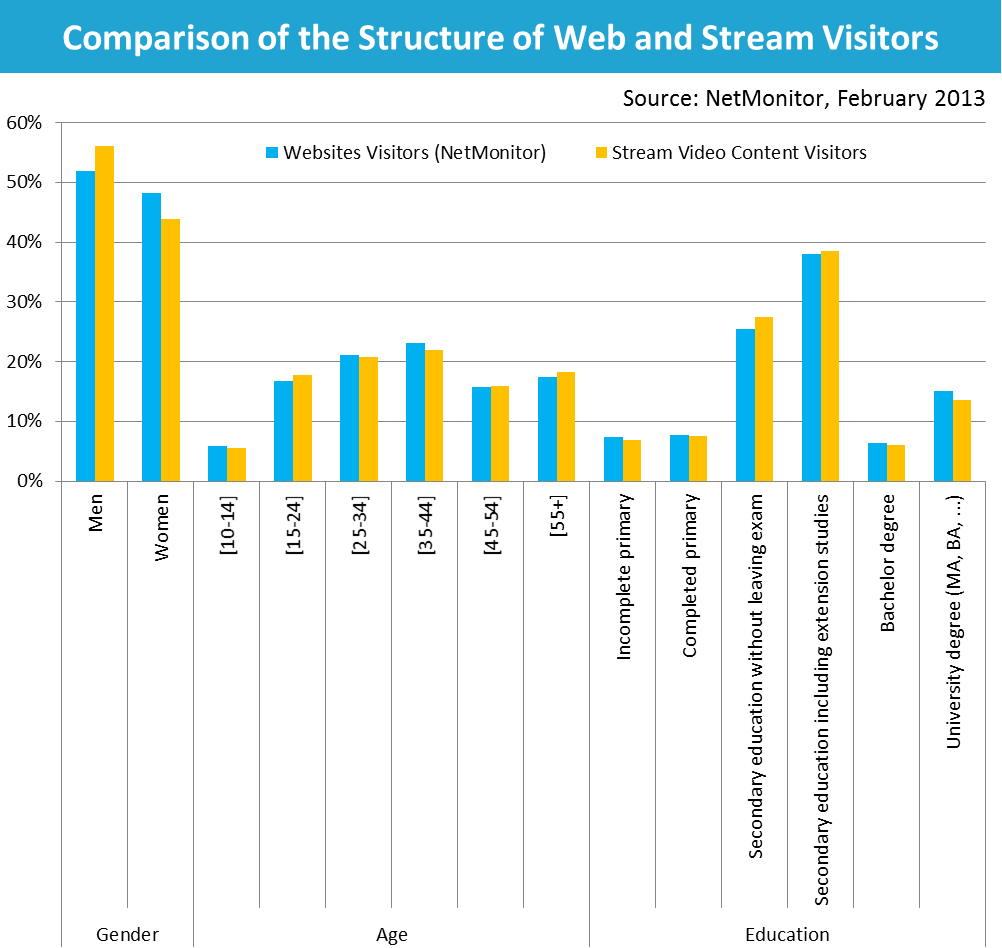 Comparison of the Structure of Web and Stream Visitors
Source: NetMonitor, February 2013
Websites Visitors (NetMonitor)
Stream Video Content Visitors
60%
50%
40%
30%
20%
10%
0%
Men
Women
[10-14]
[15-24]
[25-34]
[35-44]
[45-54]
[55+]
Incomplete primary
Completed primary
Secondary education without leaving exam
Secondary education including extension studies
Bachelor degree
University degree (MA, BA, ...)
Gender
Age
Education